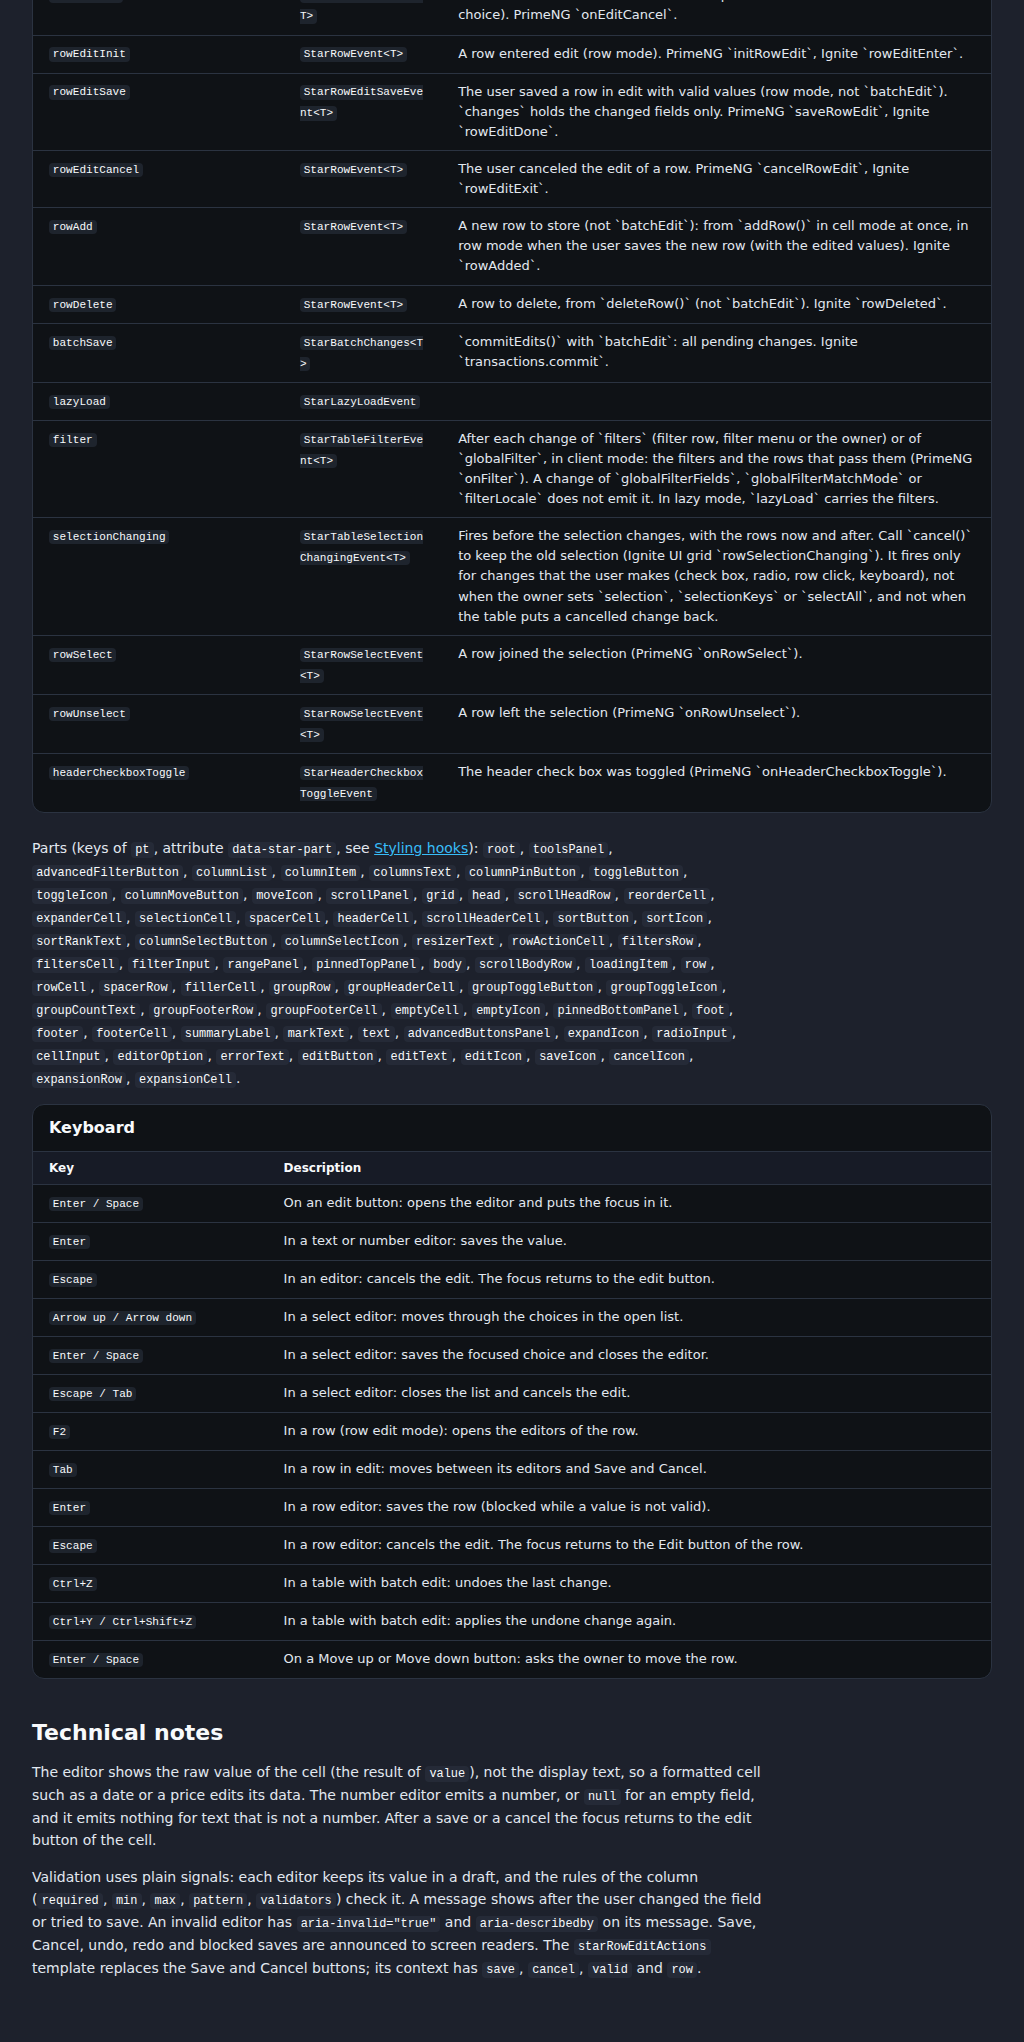 T>
choice). PrimeNG `onEditCancel`.
rowEditInit
StarRowEvent<T>
A row entered edit (row mode). PrimeNG `initRowEdit`, Ignite `rowEditEnter`.
rowEditSave
StarRowEditSaveEve
nt<T>
The user saved a row in edit with valid values (row mode, not `batchEdit`).
`changes` holds the changed fields only. PrimeNG `saveRowEdit`, Ignite
`rowEditDone`.
rowEditCancel
StarRowEvent<T>
The user canceled the edit of a row. PrimeNG `cancelRowEdit`, Ignite
`rowEditExit`.
rowAdd
StarRowEvent<T>
A new row to store (not `batchEdit`): from `addRow()` in cell mode at once, in
row mode when the user saves the new row (with the edited values). Ignite
`rowAdded`.
rowDelete
StarRowEvent<T>
A row to delete, from `deleteRow()` (not `batchEdit`). Ignite `rowDeleted`.
batchSave
StarBatchChanges<T
>
`commitEdits()` with `batchEdit`: all pending changes. Ignite
`transactions.commit`.
lazyLoad
StarLazyLoadEvent
filter
StarTableFilterEve
nt<T>
After each change of `filters` (filter row, filter menu or the owner) or of
`globalFilter`, in client mode: the filters and the rows that pass them (PrimeNG
`onFilter`). A change of `globalFilterFields`, `globalFilterMatchMode` or
`filterLocale` does not emit it. In lazy mode, `lazyLoad` carries the filters.
selectionChanging
StarTableSelection
ChangingEvent<T>
Fires before the selection changes, with the rows now and after. Call `cancel()`
to keep the old selection (Ignite UI grid `rowSelectionChanging`). It fires only
for changes that the user makes (check box, radio, row click, keyboard), not
when the owner sets `selection`, `selectionKeys` or `selectAll`, and not when
the table puts a cancelled change back.
rowSelect
StarRowSelectEvent
<T>
A row joined the selection (PrimeNG `onRowSelect`).
rowUnselect
StarRowSelectEvent
<T>
A row left the selection (PrimeNG `onRowUnselect`).
headerCheckboxToggle
StarHeaderCheckbox
ToggleEvent
The header check box was toggled (PrimeNG `onHeaderCheckboxToggle`).
Parts (keys of pt, attribute data-star-part, see Styling hooks): root, toolsPanel,
advancedFilterButton, columnList, columnItem, columnsText, columnPinButton, toggleButton,
toggleIcon, columnMoveButton, moveIcon, scrollPanel, grid, head, scrollHeadRow, reorderCell,
expanderCell, selectionCell, spacerCell, headerCell, scrollHeaderCell, sortButton, sortIcon,
sortRankText, columnSelectButton, columnSelectIcon, resizerText, rowActionCell, filtersRow,
filtersCell, filterInput, rangePanel, pinnedTopPanel, body, scrollBodyRow, loadingItem, row,
rowCell, spacerRow, fillerCell, groupRow, groupHeaderCell, groupToggleButton, groupToggleIcon,
groupCountText, groupFooterRow, groupFooterCell, emptyCell, emptyIcon, pinnedBottomPanel, foot,
footer, footerCell, summaryLabel, markText, text, advancedButtonsPanel, expandIcon, radioInput,
cellInput, editorOption, errorText, editButton, editText, editIcon, saveIcon, cancelIcon,
expansionRow, expansionCell.
Keyboard
Key
Description
Enter / Space
On an edit button: opens the editor and puts the focus in it.
Enter
In a text or number editor: saves the value.
Escape
In an editor: cancels the edit. The focus returns to the edit button.
Arrow up / Arrow down
In a select editor: moves through the choices in the open list.
Enter / Space
In a select editor: saves the focused choice and closes the editor.
Escape / Tab
In a select editor: closes the list and cancels the edit.
F2
In a row (row edit mode): opens the editors of the row.
Tab
In a row in edit: moves between its editors and Save and Cancel.
Enter
In a row editor: saves the row (blocked while a value is not valid).
Escape
In a row editor: cancels the edit. The focus returns to the Edit button of the row.
Ctrl+Z
In a table with batch edit: undoes the last change.
Ctrl+Y / Ctrl+Shift+Z
In a table with batch edit: applies the undone change again.
Enter / Space
On a Move up or Move down button: asks the owner to move the row.
Technical notes
The editor shows the raw value of the cell (the result of value), not the display text, so a formatted cell
such as a date or a price edits its data. The number editor emits a number, or null for an empty field,
and it emits nothing for text that is not a number. After a save or a cancel the focus returns to the edit
button of the cell.
Validation uses plain signals: each editor keeps its value in a draft, and the rules of the column
(required, min, max, pattern, validators) check it. A message shows after the user changed the field
or tried to save. An invalid editor has aria-invalid="true" and aria-describedby on its message. Save,
Cancel, undo, redo and blocked saves are announced to screen readers. The starRowEditActions
template replaces the Save and Cancel buttons; its context has save, cancel, valid and row.